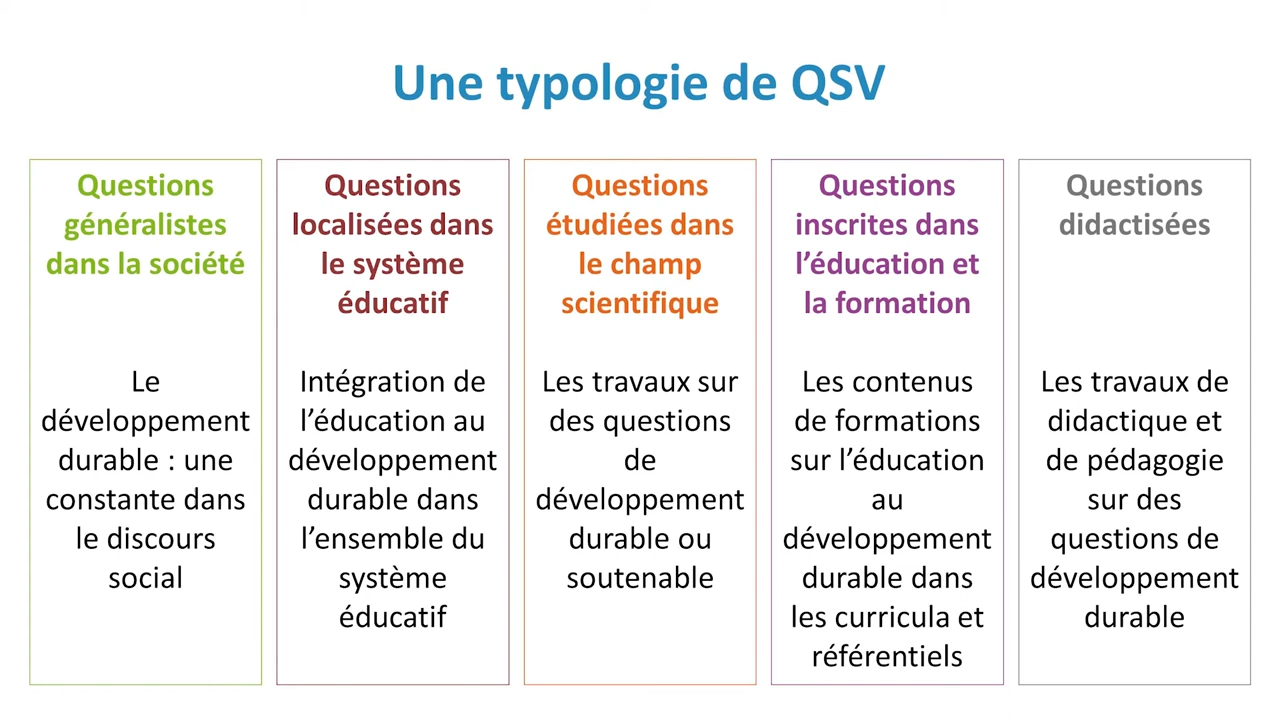 Une typologie de QSV
Questions
généralistes
dans la société
Le
développement
durable : une
constante dans
le discours
social
Questions
localisées dans
le système
éducatif
Intégration de
l’éducation au
développement
durable dans
l’ensemble du
système
éducatif
Questions
étudiées dans
le champ
scientifique
Les travaux sur
des questions
de
développement
durable ou
soutenable
Questions
inscrites dans
l’éducation et
la formation
Les contenus
de formations
sur l’éducation
au
développement
durable dans
les curricula et
référentiels
Questions
didactisées
Les travaux de
didactique et
de pédagogie
sur des
questions de
développement
durable